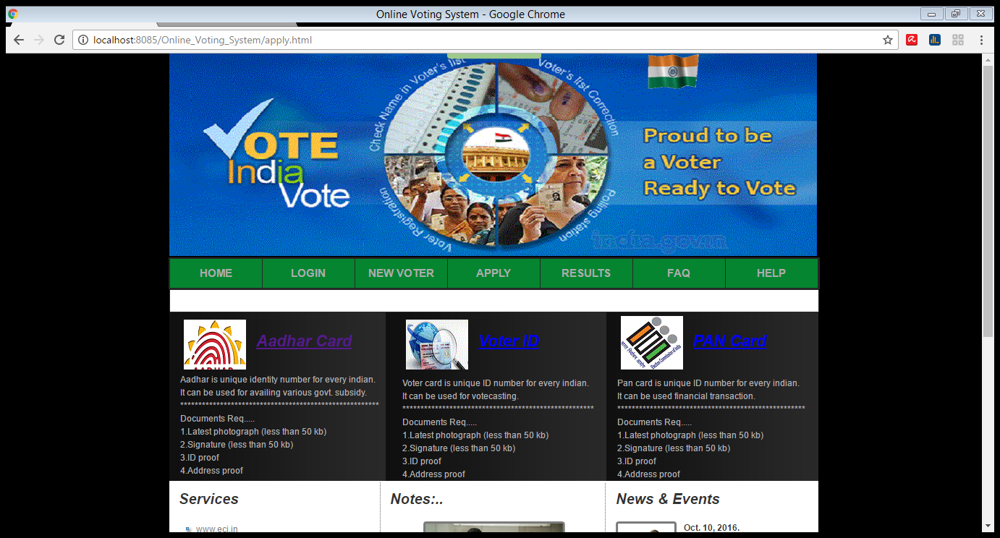 Online Voting System - Google Chrome
localhost:8085/Online_Voting_System/apply.html
VOTE
India
Vote
Check Name in Voter's list
Voter's list Correction
Voter Registration
Polling station
Proud to be
a Voter
Ready to Vote
india.gov.in
HOME LOGIN NEW VOTER APPLY RESULTS FAQ HELP
AADHAAR
Aadhar Card
Aadhar is unique identity number for every indian.
It can be used for availing various govt. subsidy.
*******************************************************
Documents Req.....
1.Latest photograph (less than 50 kb)
2.Signature (less than 50 kb)
3.ID proof
4.Address proof
Voter ID
Voter card is unique ID number for every indian.
It can be used for votecasting.
*****************************************************
Documents Req.....
1.Latest photograph (less than 50 kb)
2.Signature (less than 50 kb)
3.ID proof
4.Address proof
भारत निर्वाचन आयोग
Election Commission of India
PAN Card
Pan card is unique ID number for every indian.
It can be used financial transaction.
****************************************************
Documents Req.....
1.Latest photograph (less than 50 kb)
2.Signature (less than 50 kb)
3.ID proof
4.Address proof
Services
www.eci.in
Notes:..
News & Events
Oct. 10, 2016.